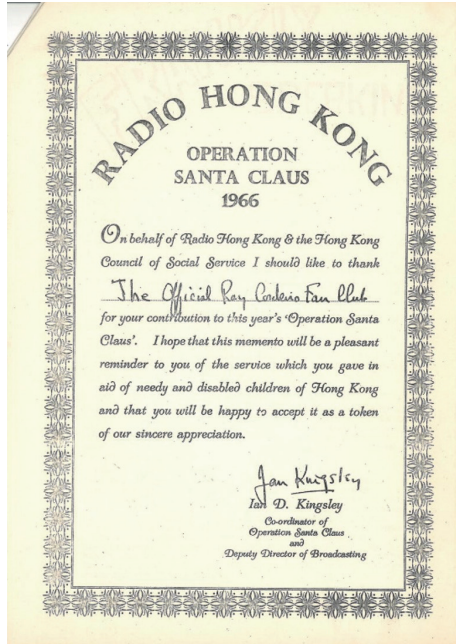 RADIO HONG KONG
OPERATION
SANTA CLAUS
1966
On behalf of Radio Hong Kong & the Hong Kong
Council of Social Service I should like to thank
The Official Ray Cordeiro Fan Club
for your contribution to this year's 'Operation Santa
Claus'. I hope that this memento will be a pleasant
reminder to you of the service which you gave in
aid of needy and disabled children of Hong Kong
and that you will be happy to accept it as a token
of our sincere appreciation.
Ian Kingsley
Ian D. Kingsley
Co-ordinator of
Operation Santa Claus
and
Deputy Director of Broadcasting